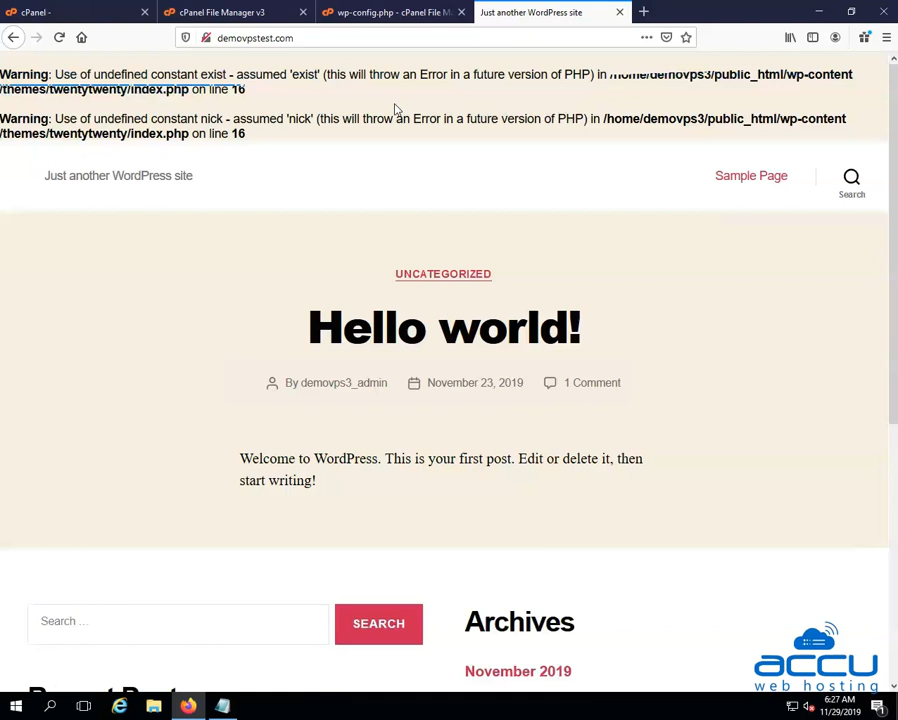 cPanel -
cPanel File Manager v3
wp-config.php - cPanel File M
Just another WordPress site
demovpstest.com
Warning: Use of undefined constant exist - assumed 'exist' (this will throw an Error in a future version of PHP) in /home/demovps3/public_html/wp-content
/themes/twentytwenty/index.php on line 16
Warning: Use of undefined constant nick - assumed 'nick' (this will throw an Error in a future version of PHP) in /home/demovps3/public_html/wp-content
/themes/twentytwenty/index.php on line 16
Just another WordPress site
Sample Page
Search
UNCATEGORIZED
Hello world!
By demovps3_admin
November 23, 2019
1 Comment
Welcome to WordPress. This is your first post. Edit or delete it, then
start writing!
Search …
SEARCH
Archives
November 2019
accu
web hosting
6:27 AM
11/29/2019
1